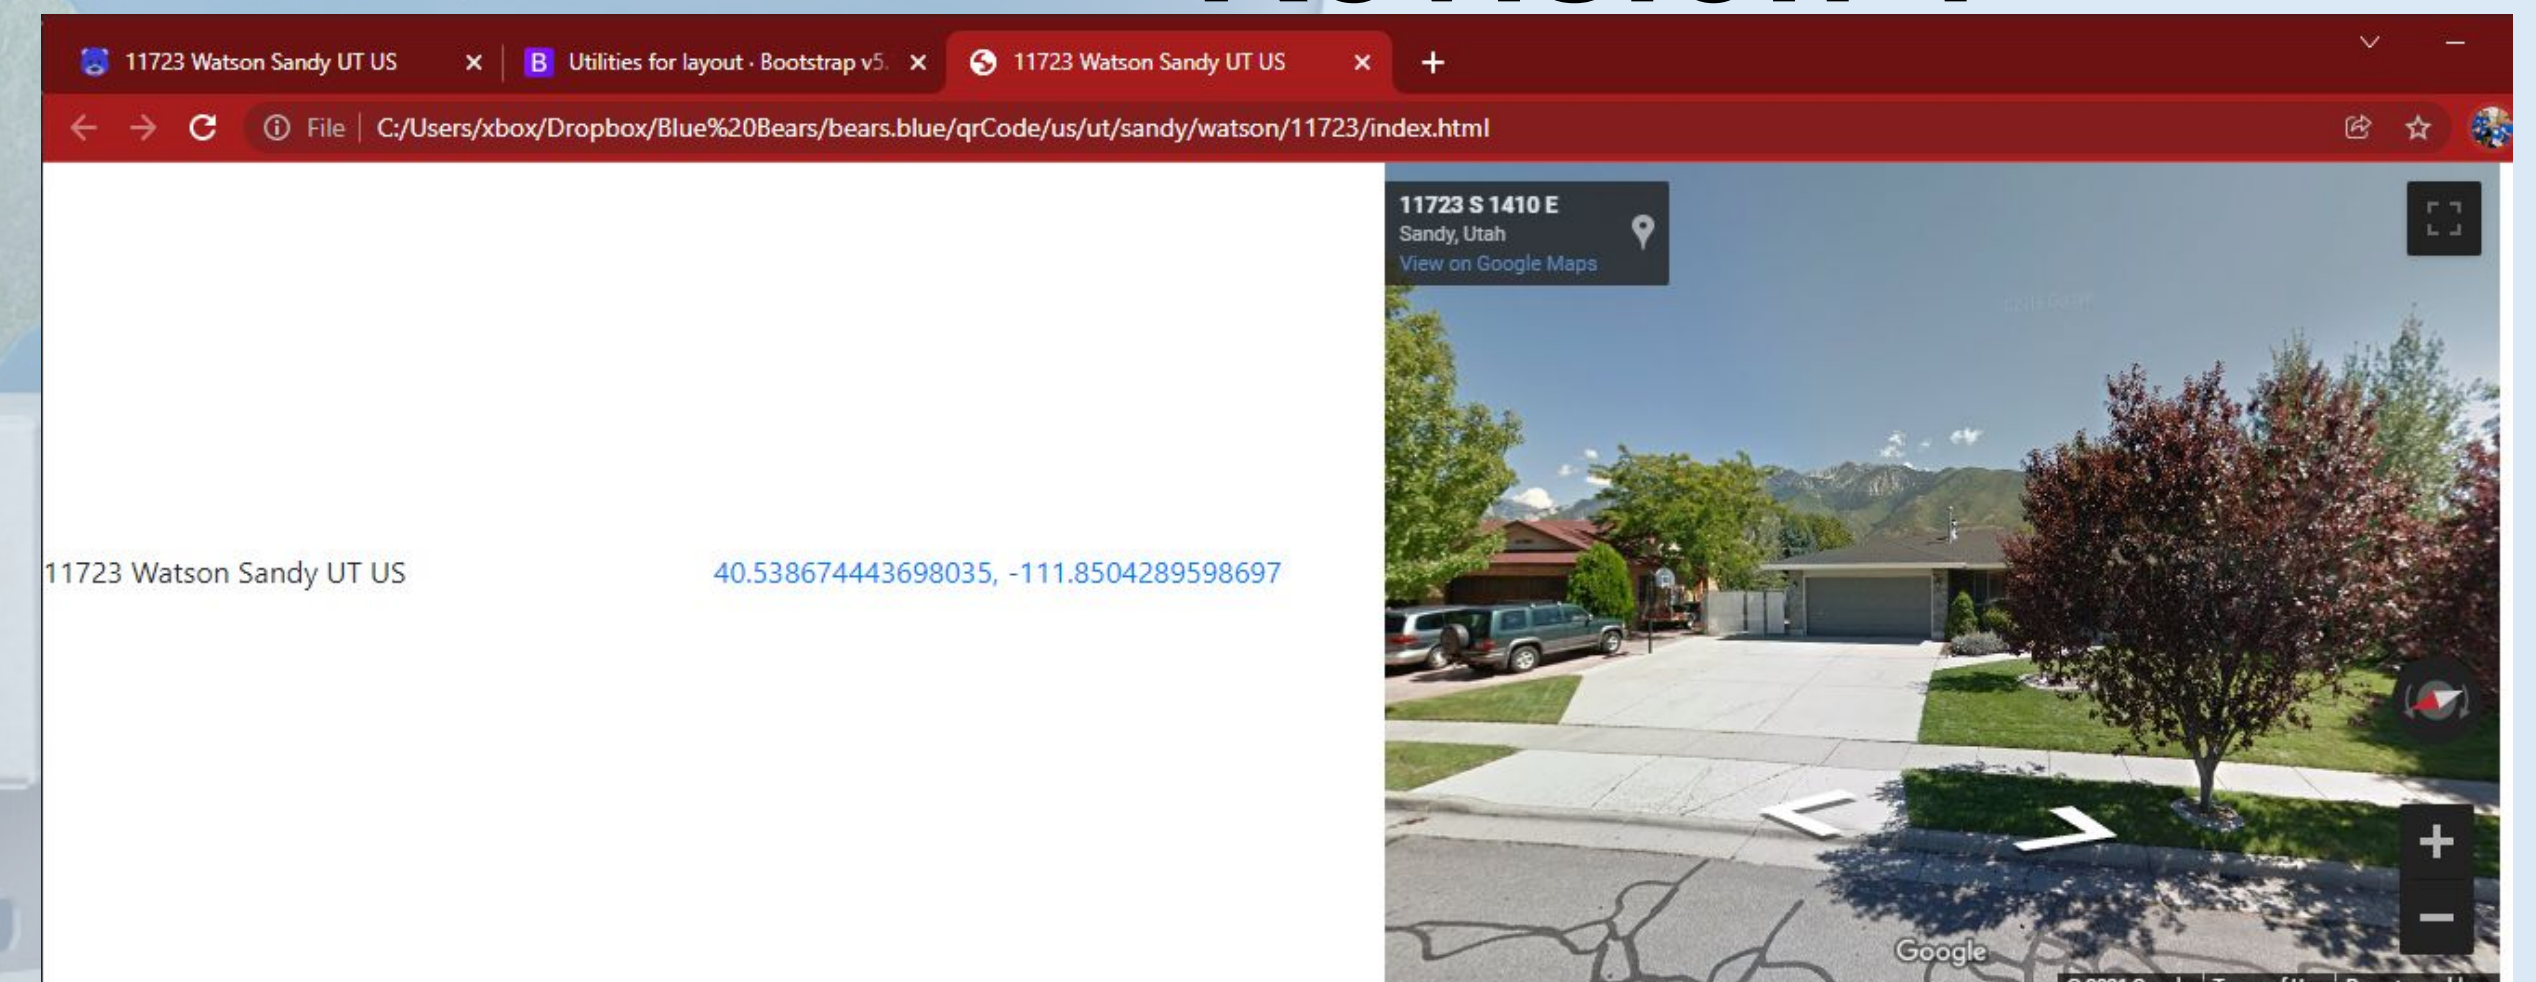 11723 Watson Sandy UT US
Utilities for layout · Bootstrap v5.
11723 Watson Sandy UT US
File
C:/Users/xbox/Dropbox/Blue%20Bears/bears.blue/qrCode/us/ut/sandy/watson/11723/index.html
11723 S 1410 E
Sandy, Utah
View on Google Maps
11723 Watson Sandy UT US
40.538674443698035, -111.8504289598697
Google